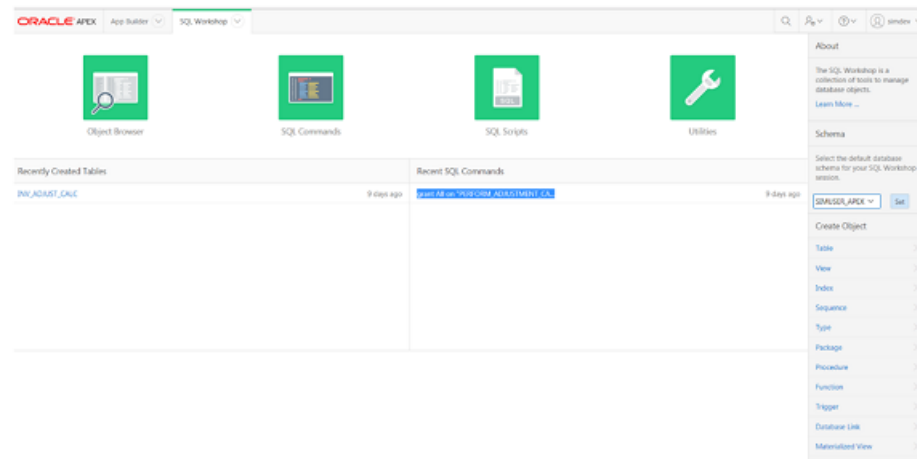 ORACLE APEX App Builder SQL Workshop simdev
Object Browser
SQL Commands
SQL
SQL Scripts
Utilities
Recently Created Tables
INV_ADJUST_CALC 9 days ago
Recent SQL Commands
grant All on "PERFORM_ADJUSTMENT_CA... 9 days ago
About
The SQL Workshop is a
collection of tools to manage
database objects.
Learn More ...
Schema
Select the default database
schema for your SQL Workshop
session.
SIMUSER_APEX Set
Create Object
Table
View
Index
Sequence
Type
Package
Procedure
Function
Trigger
Database Link
Materialized View